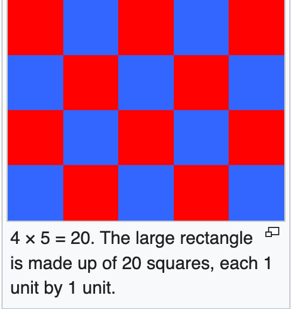 4 × 5 = 20. The large rectangle
is made up of 20 squares, each 1
unit by 1 unit.